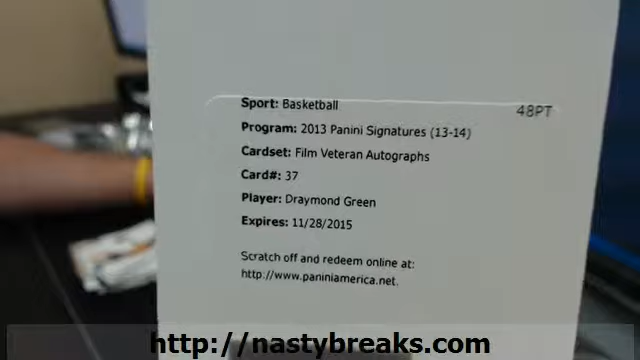 Sport: Basketball
48PT
Program: 2013 Panini Signatures (13-14)
Cardset: Film Veteran Autographs
Card#: 37
Player: Draymond Green
Expires: 11/28/2015
Scratch off and redeem online at:
http://www.paniniamerica.net.
http://nastybreaks.com